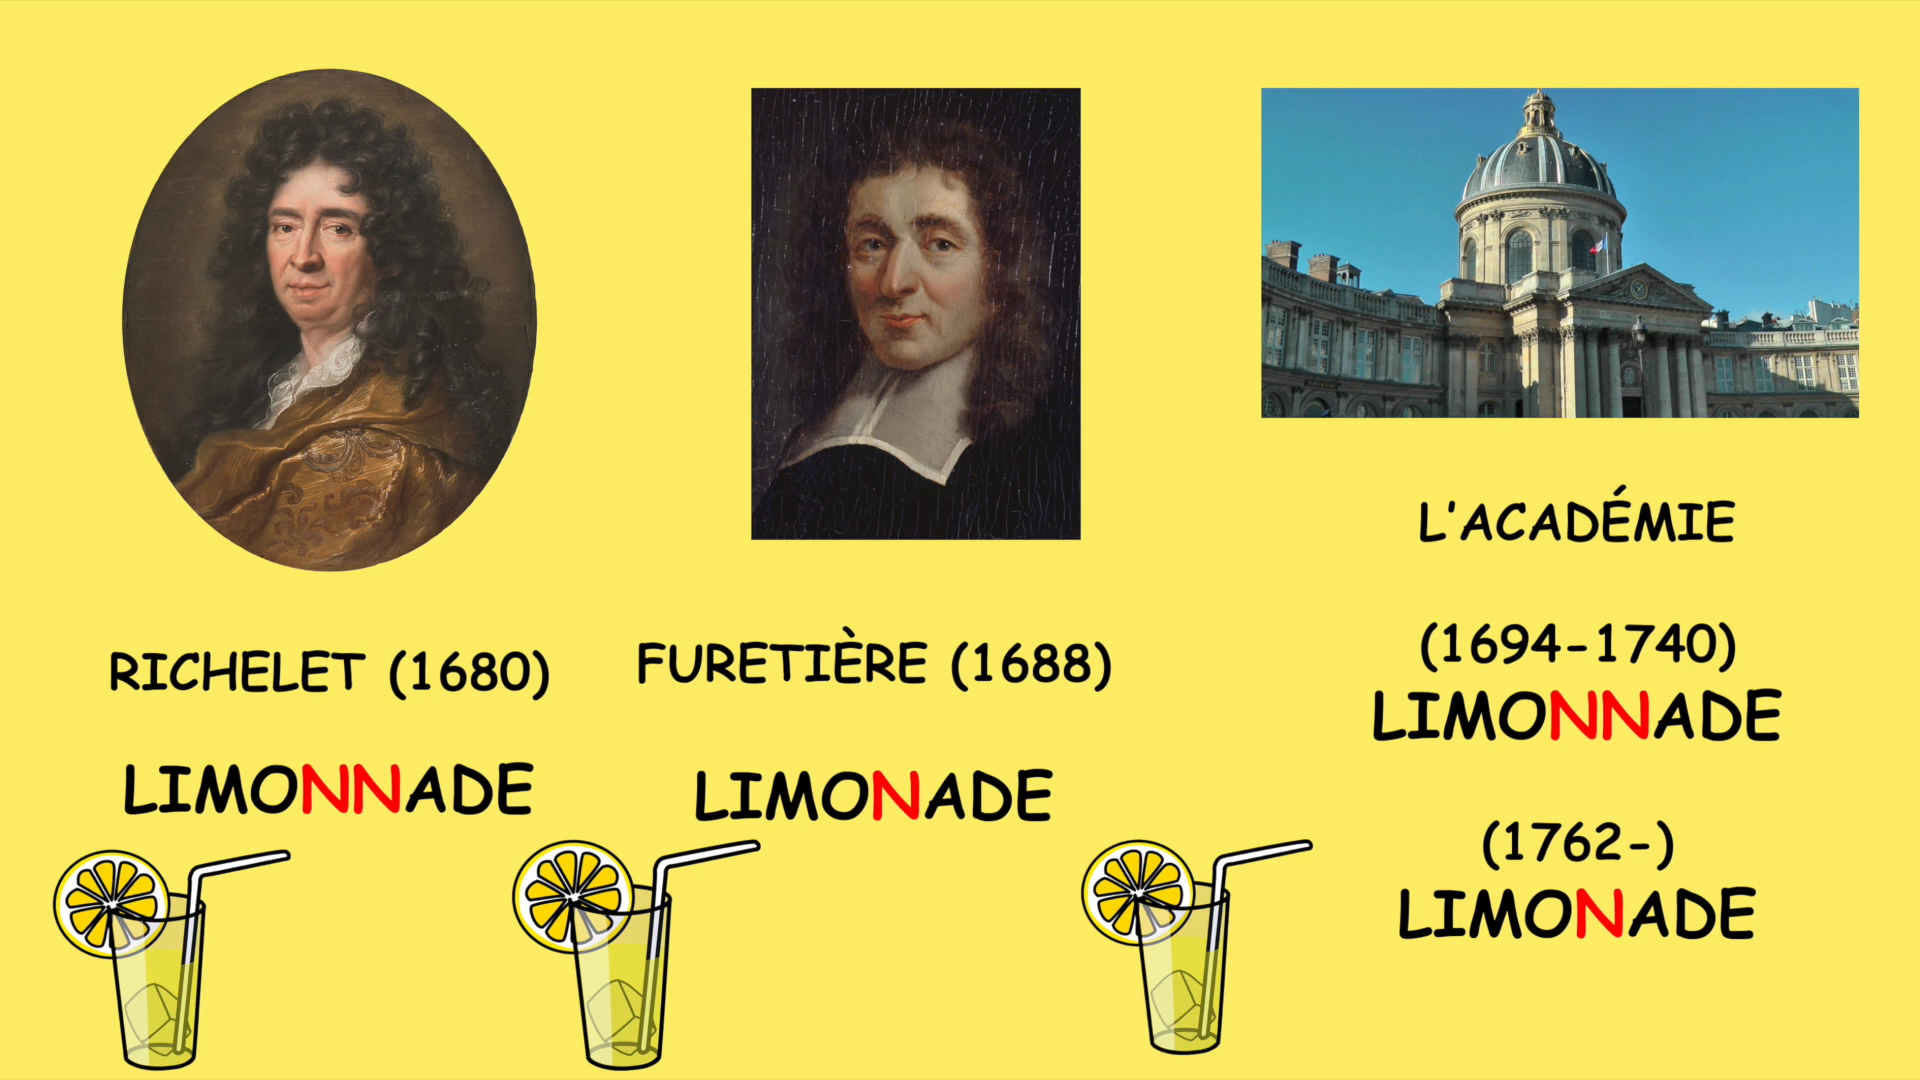 RICHELET (1680)
LIMONNADE
FURETIÈRE (1688)
LIMONADE
L'ACADÉMIE
(1694-1740)
LIMONNADE
(1762-)
LIMONADE